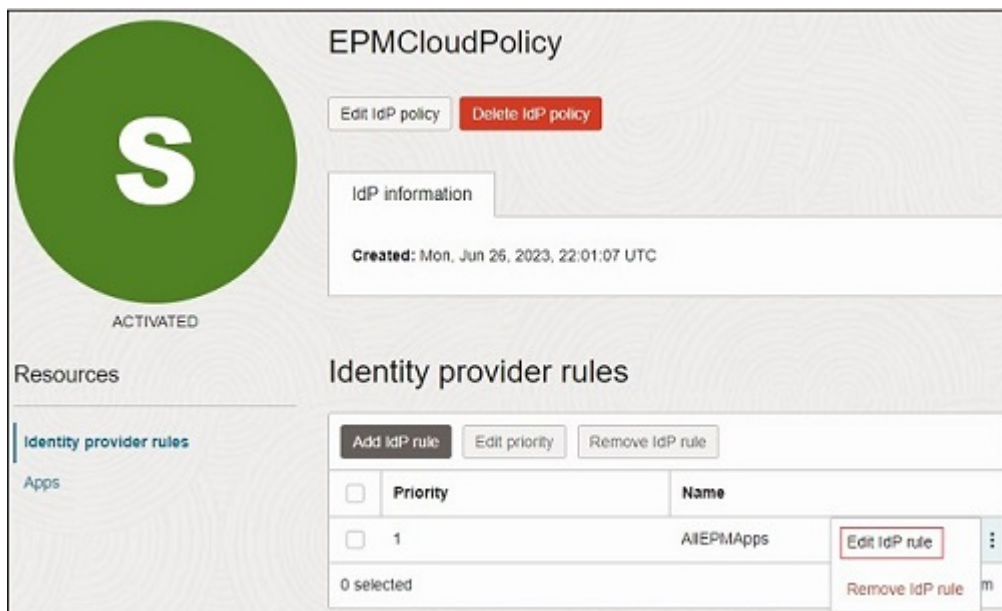 EPMCloudPolicy
Edit IdP policy Delete IdP policy
S
IdP information
Created: Mon, Jun 26, 2023, 22:01:07 UTC
ACTIVATED
Resources
Identity provider rules
Apps
Identity provider rules
Add IdP rule Edit priority Remove IdP rule
Priority Name
1 AllEPMApps Edit IdP rule
0 selected Remove IdP rule m